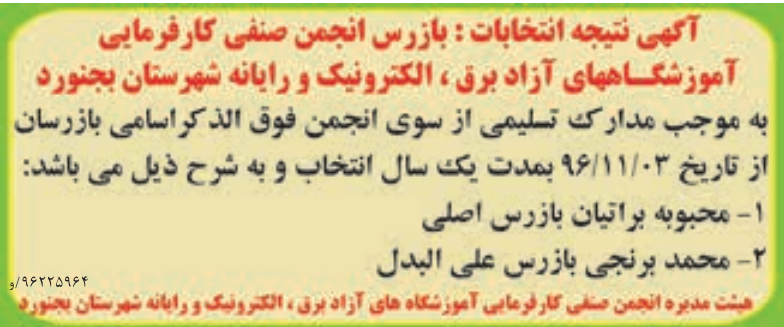 آگهی نتیجه انتخابات : بازرس انجمن صنفی کارفرمایی
آموزشگاههای آزاد برق ، الکترونیک و رایانه شهرستان بجنورد
به موجب مدارک تسلیمی از سوی انجمن فوق الذکر اسامی بازرسان
از تاریخ ۹۶/۱۱/۰۳ بمدت یک سال انتخاب و به شرح ذیل می باشد:
۱- محبوبه براتیان بازرس اصلی
۲- محمد برنجی بازرس علی البدل
۹۶۲۲۵۹۶۴/و
هیئت مدیره انجمن صنفی کارفرمایی آموزشگاه های آزاد برق ، الکترونیک و رایانه شهرستان بجنورد